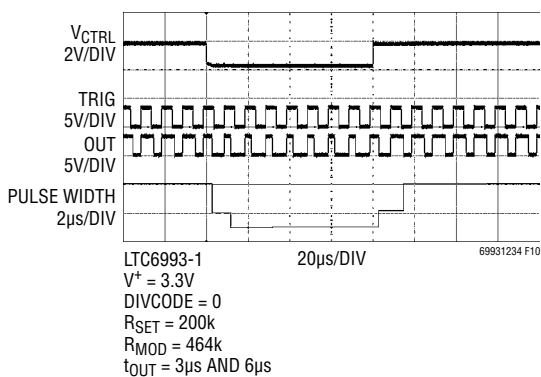 VCTRL
2V/DIV
TRIG
5V/DIV
OUT
5V/DIV
PULSE WIDTH
2µs/DIV
LTC6993-1
V+ = 3.3V
DIVCODE = 0
RSET = 200k
RMOD = 464k
tOUT = 3µs AND 6µs
20µs/DIV
69931234 F10